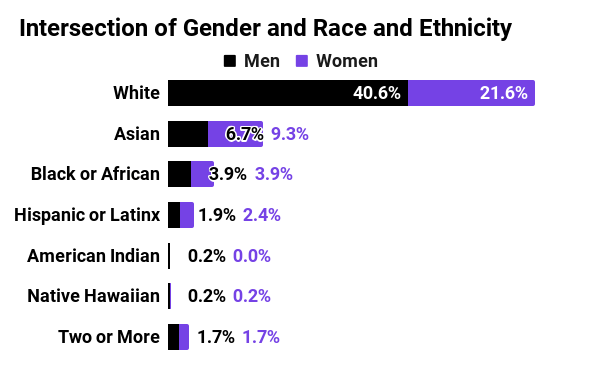 Intersection of Gender and Race and Ethnicity
Men Women
White 40.6% 21.6%
Asian 6.7% 9.3%
Black or African 3.9% 3.9%
Hispanic or Latinx 1.9% 2.4%
American Indian 0.2% 0.0%
Native Hawaiian 0.2% 0.2%
Two or More 1.7% 1.7%